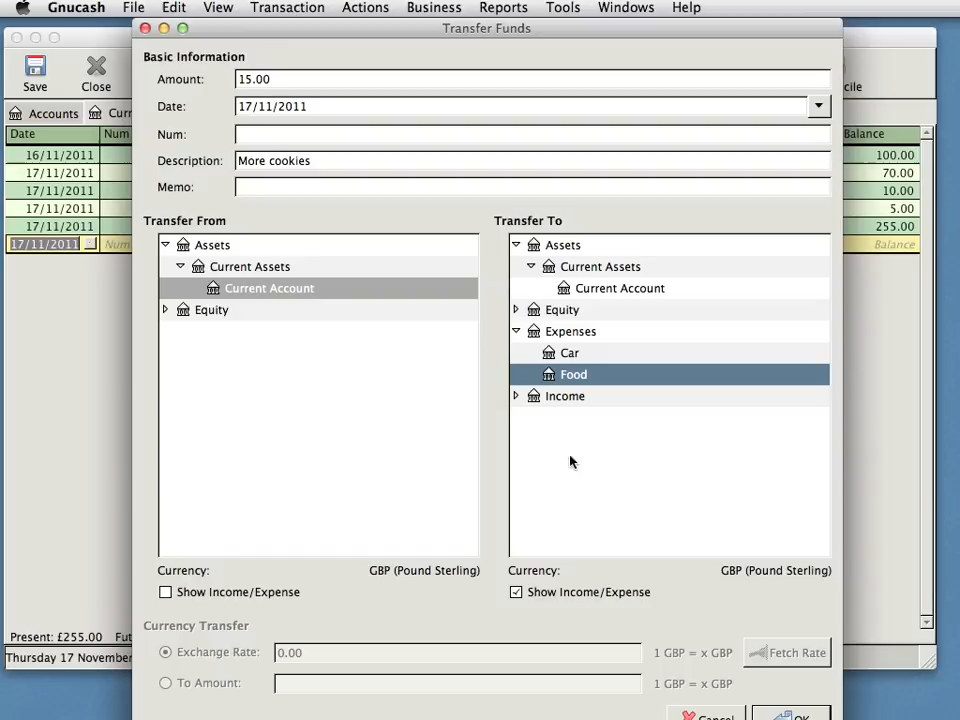 Gnucash File Edit View Transaction Actions Business Reports Tools Windows Help
Transfer Funds
Save Close
Accounts
Date Num Balance
16/11/2011 100.00
17/11/2011 70.00
17/11/2011 10.00
17/11/2011 5.00
17/11/2011 255.00
17/11/2011 Num Balance
Present: £255.00
Thursday 17 November
Basic Information
Amount: 15.00
Date: 17/11/2011
Num:
Description: More cookies
Memo:
Transfer From
Assets
Current Assets
Current Account
Equity
Currency: GBP (Pound Sterling)
Show Income/Expense
Transfer To
Assets
Current Assets
Current Account
Equity
Expenses
Car
Food
Income
Currency: GBP (Pound Sterling)
Show Income/Expense
Currency Transfer
Exchange Rate: 0.00 1 GBP = x GBP Fetch Rate
To Amount: 1 GBP = x GBP
Cancel OK